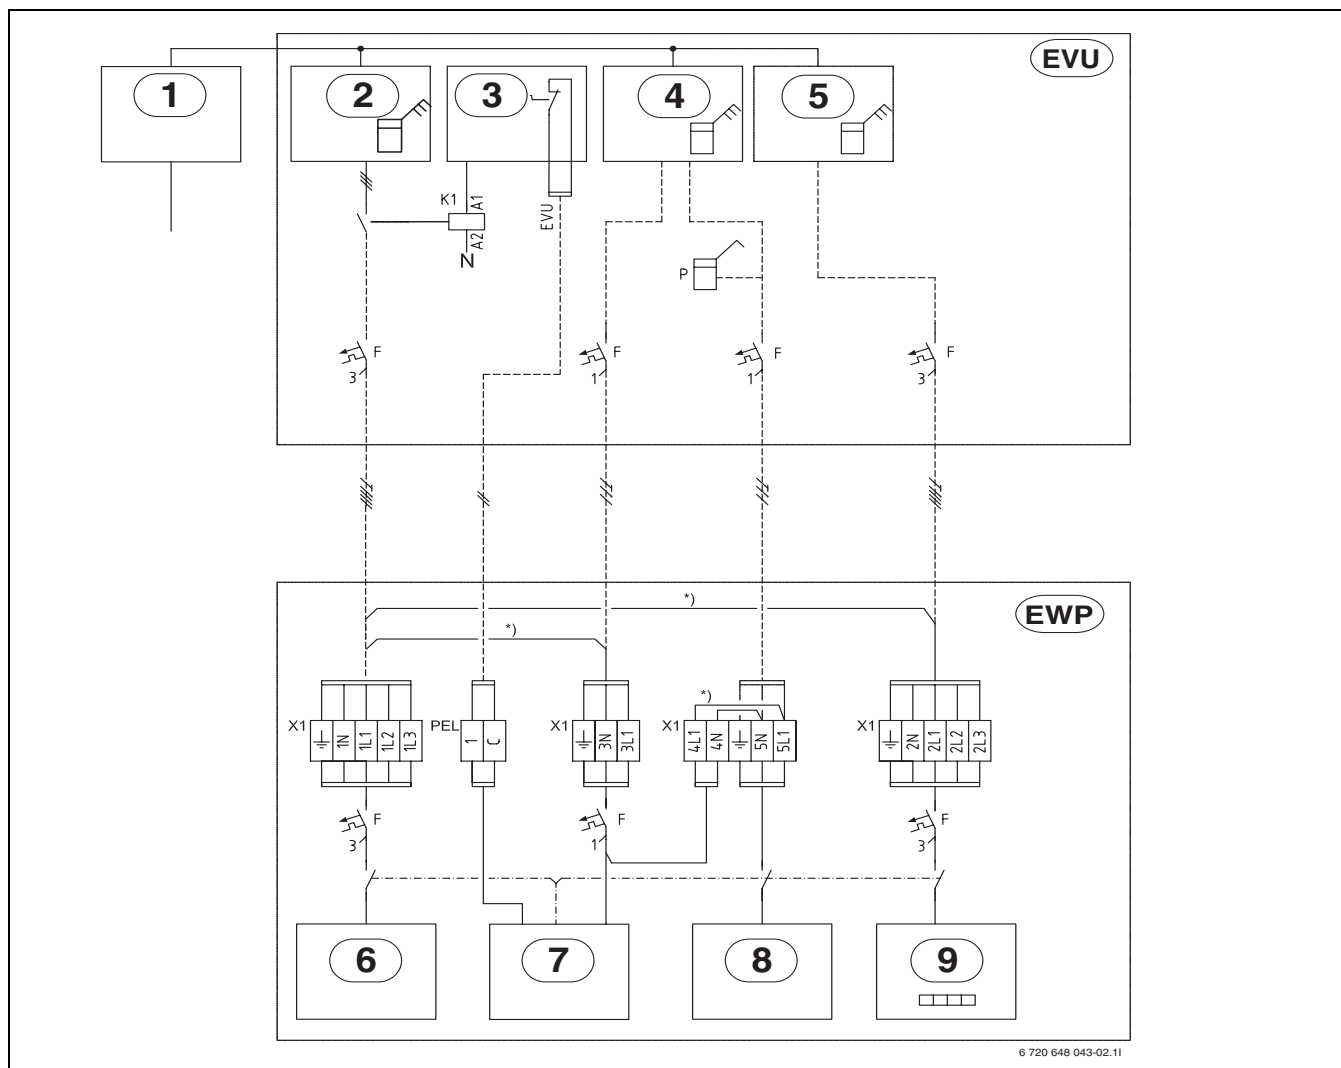 EVU
1
2
3
4
5
K1
A1
A2
N
EVU
P
F
3
F
1
F
1
F
3
EWP
*)
*)
*)
X1
1N
1L1
1L2
1L3
PEL
1
C
X1
3N
3L1
X1
4L1
4N
5N
5L1
X1
2N
2L1
2L2
2L3
F
3
F
1
F
3
6
7
8
9
6 720 648 043-02.1I